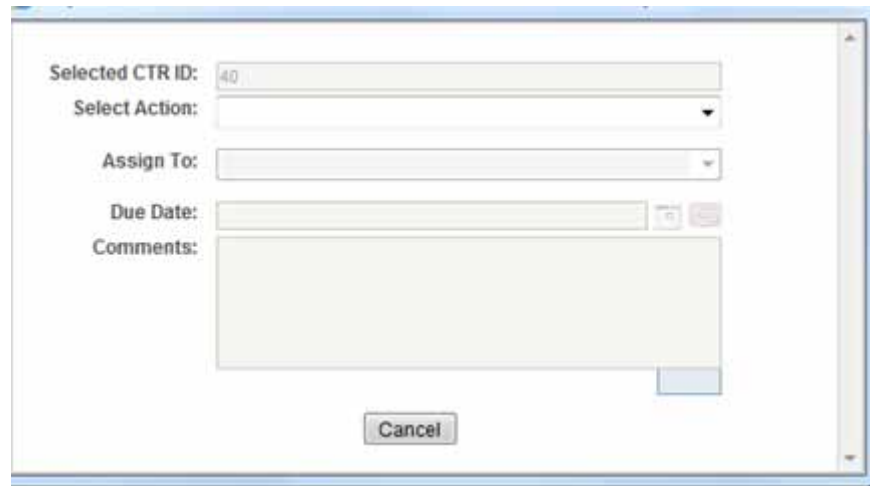 Selected CTR ID: 40
Select Action:
Assign To:
Due Date:
Comments:
Cancel